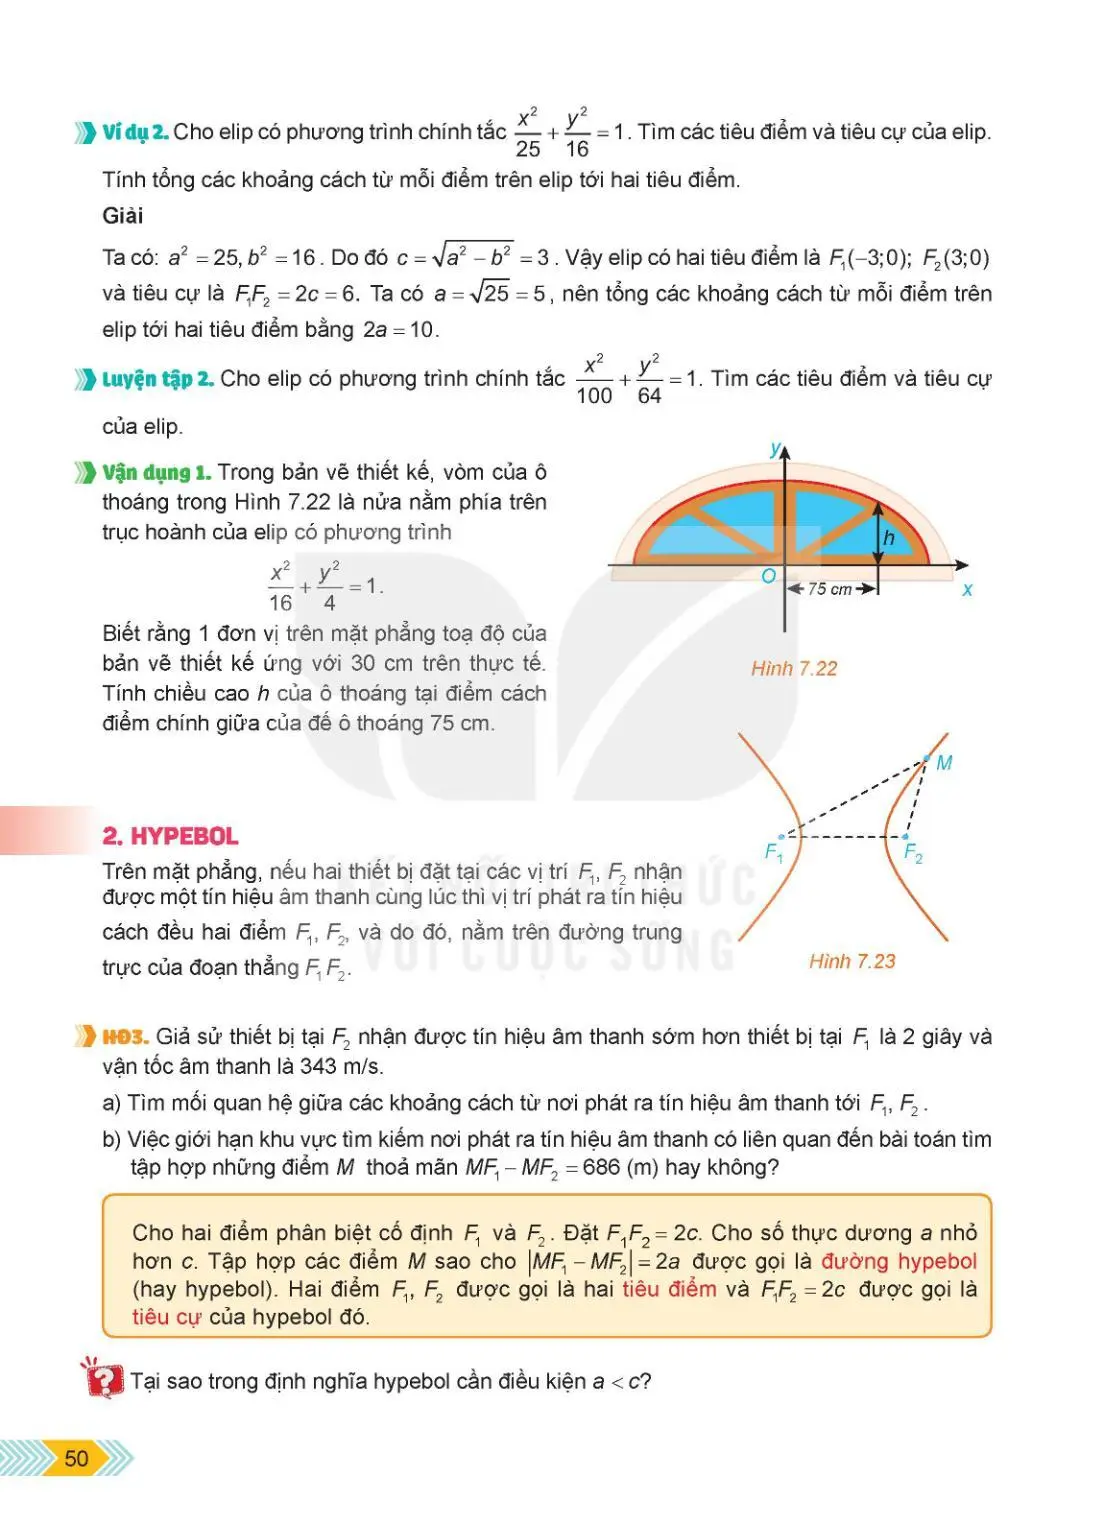 Ví dụ 2. Cho elip có phương trình chính tắc x²/25 + y²/16 = 1. Tìm các tiêu điểm và tiêu cự của elip.
Tính tổng các khoảng cách từ mỗi điểm trên elip tới hai tiêu điểm.
Giải
Ta có: a² = 25, b² = 16. Do đó c = √(a² − b²) = 3. Vậy elip có hai tiêu điểm là F₁(−3;0); F₂(3;0)
và tiêu cự là F₁F₂ = 2c = 6. Ta có a = √25 = 5, nên tổng các khoảng cách từ mỗi điểm trên
elip tới hai tiêu điểm bằng 2a = 10.
Luyện tập 2. Cho elip có phương trình chính tắc x²/100 + y²/64 = 1. Tìm các tiêu điểm và tiêu cự
của elip.
Vận dụng 1. Trong bản vẽ thiết kế, vòm của ô
thoáng trong Hình 7.22 là nửa nằm phía trên
trục hoành của elip có phương trình
x²/16 + y²/4 = 1.
Biết rằng 1 đơn vị trên mặt phẳng toạ độ của
bản vẽ thiết kế ứng với 30 cm trên thực tế.
Tính chiều cao h của ô thoáng tại điểm cách
điểm chính giữa của đế ô thoáng 75 cm.
y
h
O
75 cm
x
Hình 7.22
M
F₁
F₂
Hình 7.23
2. HYPEBOL
Trên mặt phẳng, nếu hai thiết bị đặt tại các vị trí F₁, F₂ nhận
được một tín hiệu âm thanh cùng lúc thì vị trí phát ra tín hiệu
cách đều hai điểm F₁, F₂, và do đó, nằm trên đường trung
trực của đoạn thẳng F₁F₂.
KẾT NỐI TRI THỨC
VỚI CUỘC SỐNG
HĐ3. Giả sử thiết bị tại F₂ nhận được tín hiệu âm thanh sớm hơn thiết bị tại F₁ là 2 giây và
vận tốc âm thanh là 343 m/s.
a) Tìm mối quan hệ giữa các khoảng cách từ nơi phát ra tín hiệu âm thanh tới F₁, F₂.
b) Việc giới hạn khu vực tìm kiếm nơi phát ra tín hiệu âm thanh có liên quan đến bài toán tìm
tập hợp những điểm M thoả mãn MF₁ − MF₂ = 686 (m) hay không?
Cho hai điểm phân biệt cố định F₁ và F₂. Đặt F₁F₂ = 2c. Cho số thực dương a nhỏ
hơn c. Tập hợp các điểm M sao cho |MF₁ − MF₂| = 2a được gọi là đường hypebol
(hay hypebol). Hai điểm F₁, F₂ được gọi là hai tiêu điểm và F₁F₂ = 2c được gọi là
tiêu cự của hypebol đó.
? Tại sao trong định nghĩa hypebol cần điều kiện a < c?
50